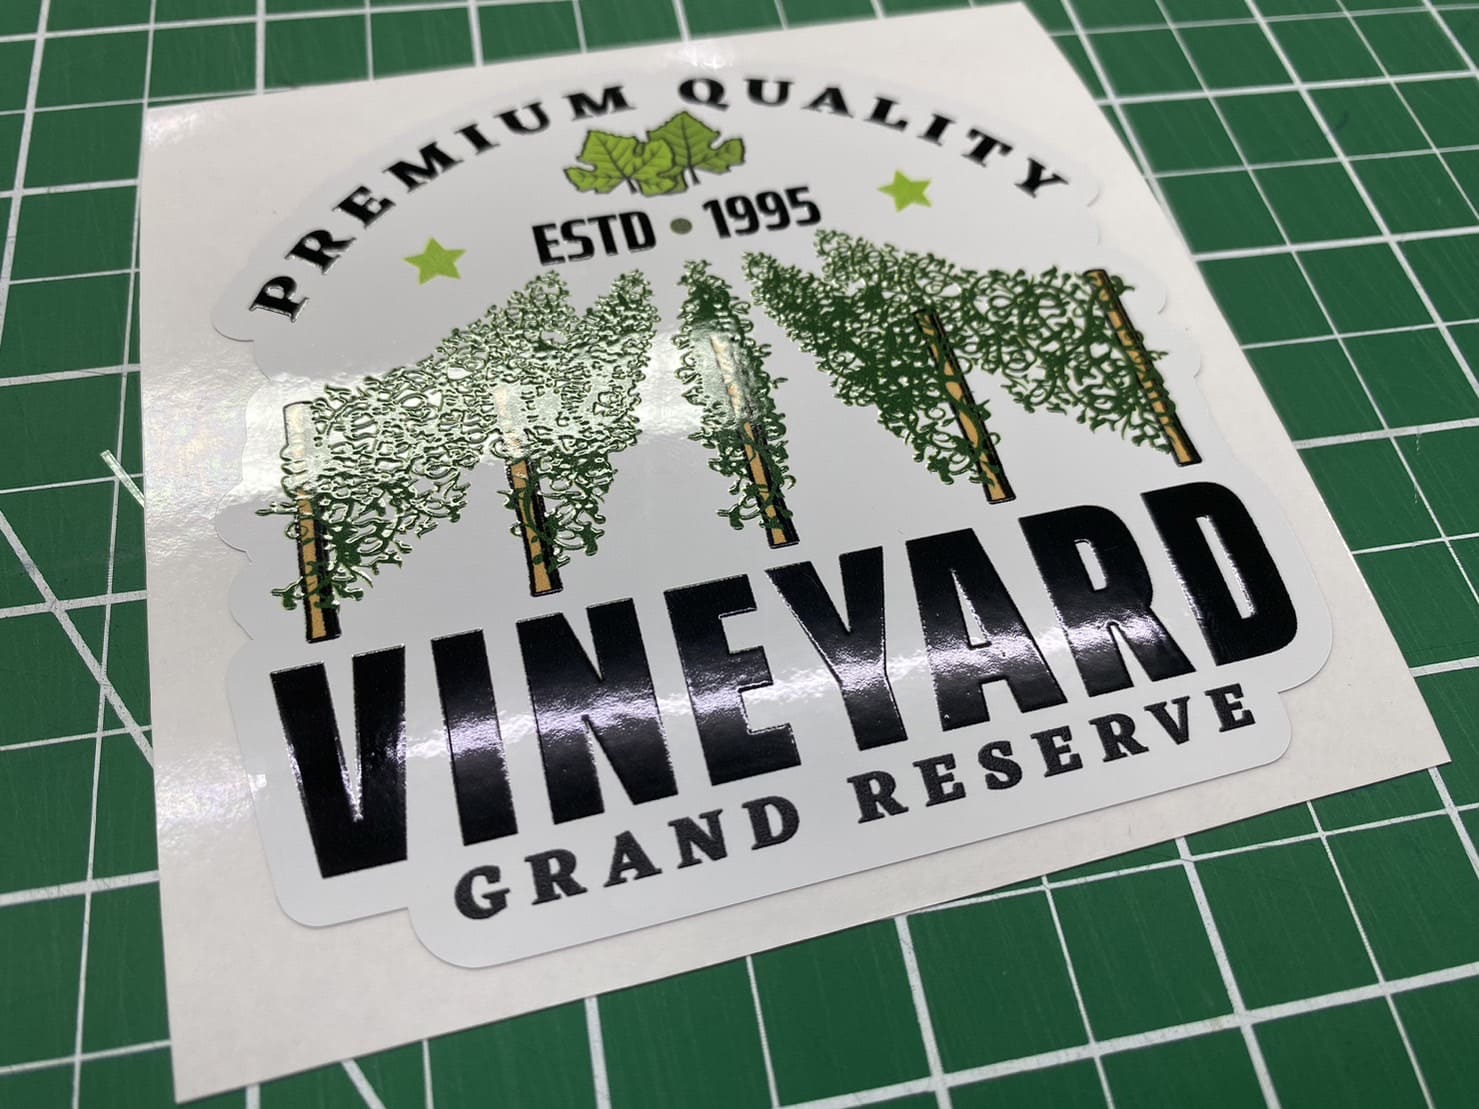 PREMIUM QUALITY
ESTD • 1995
VINEYARD
GRAND RESERVE